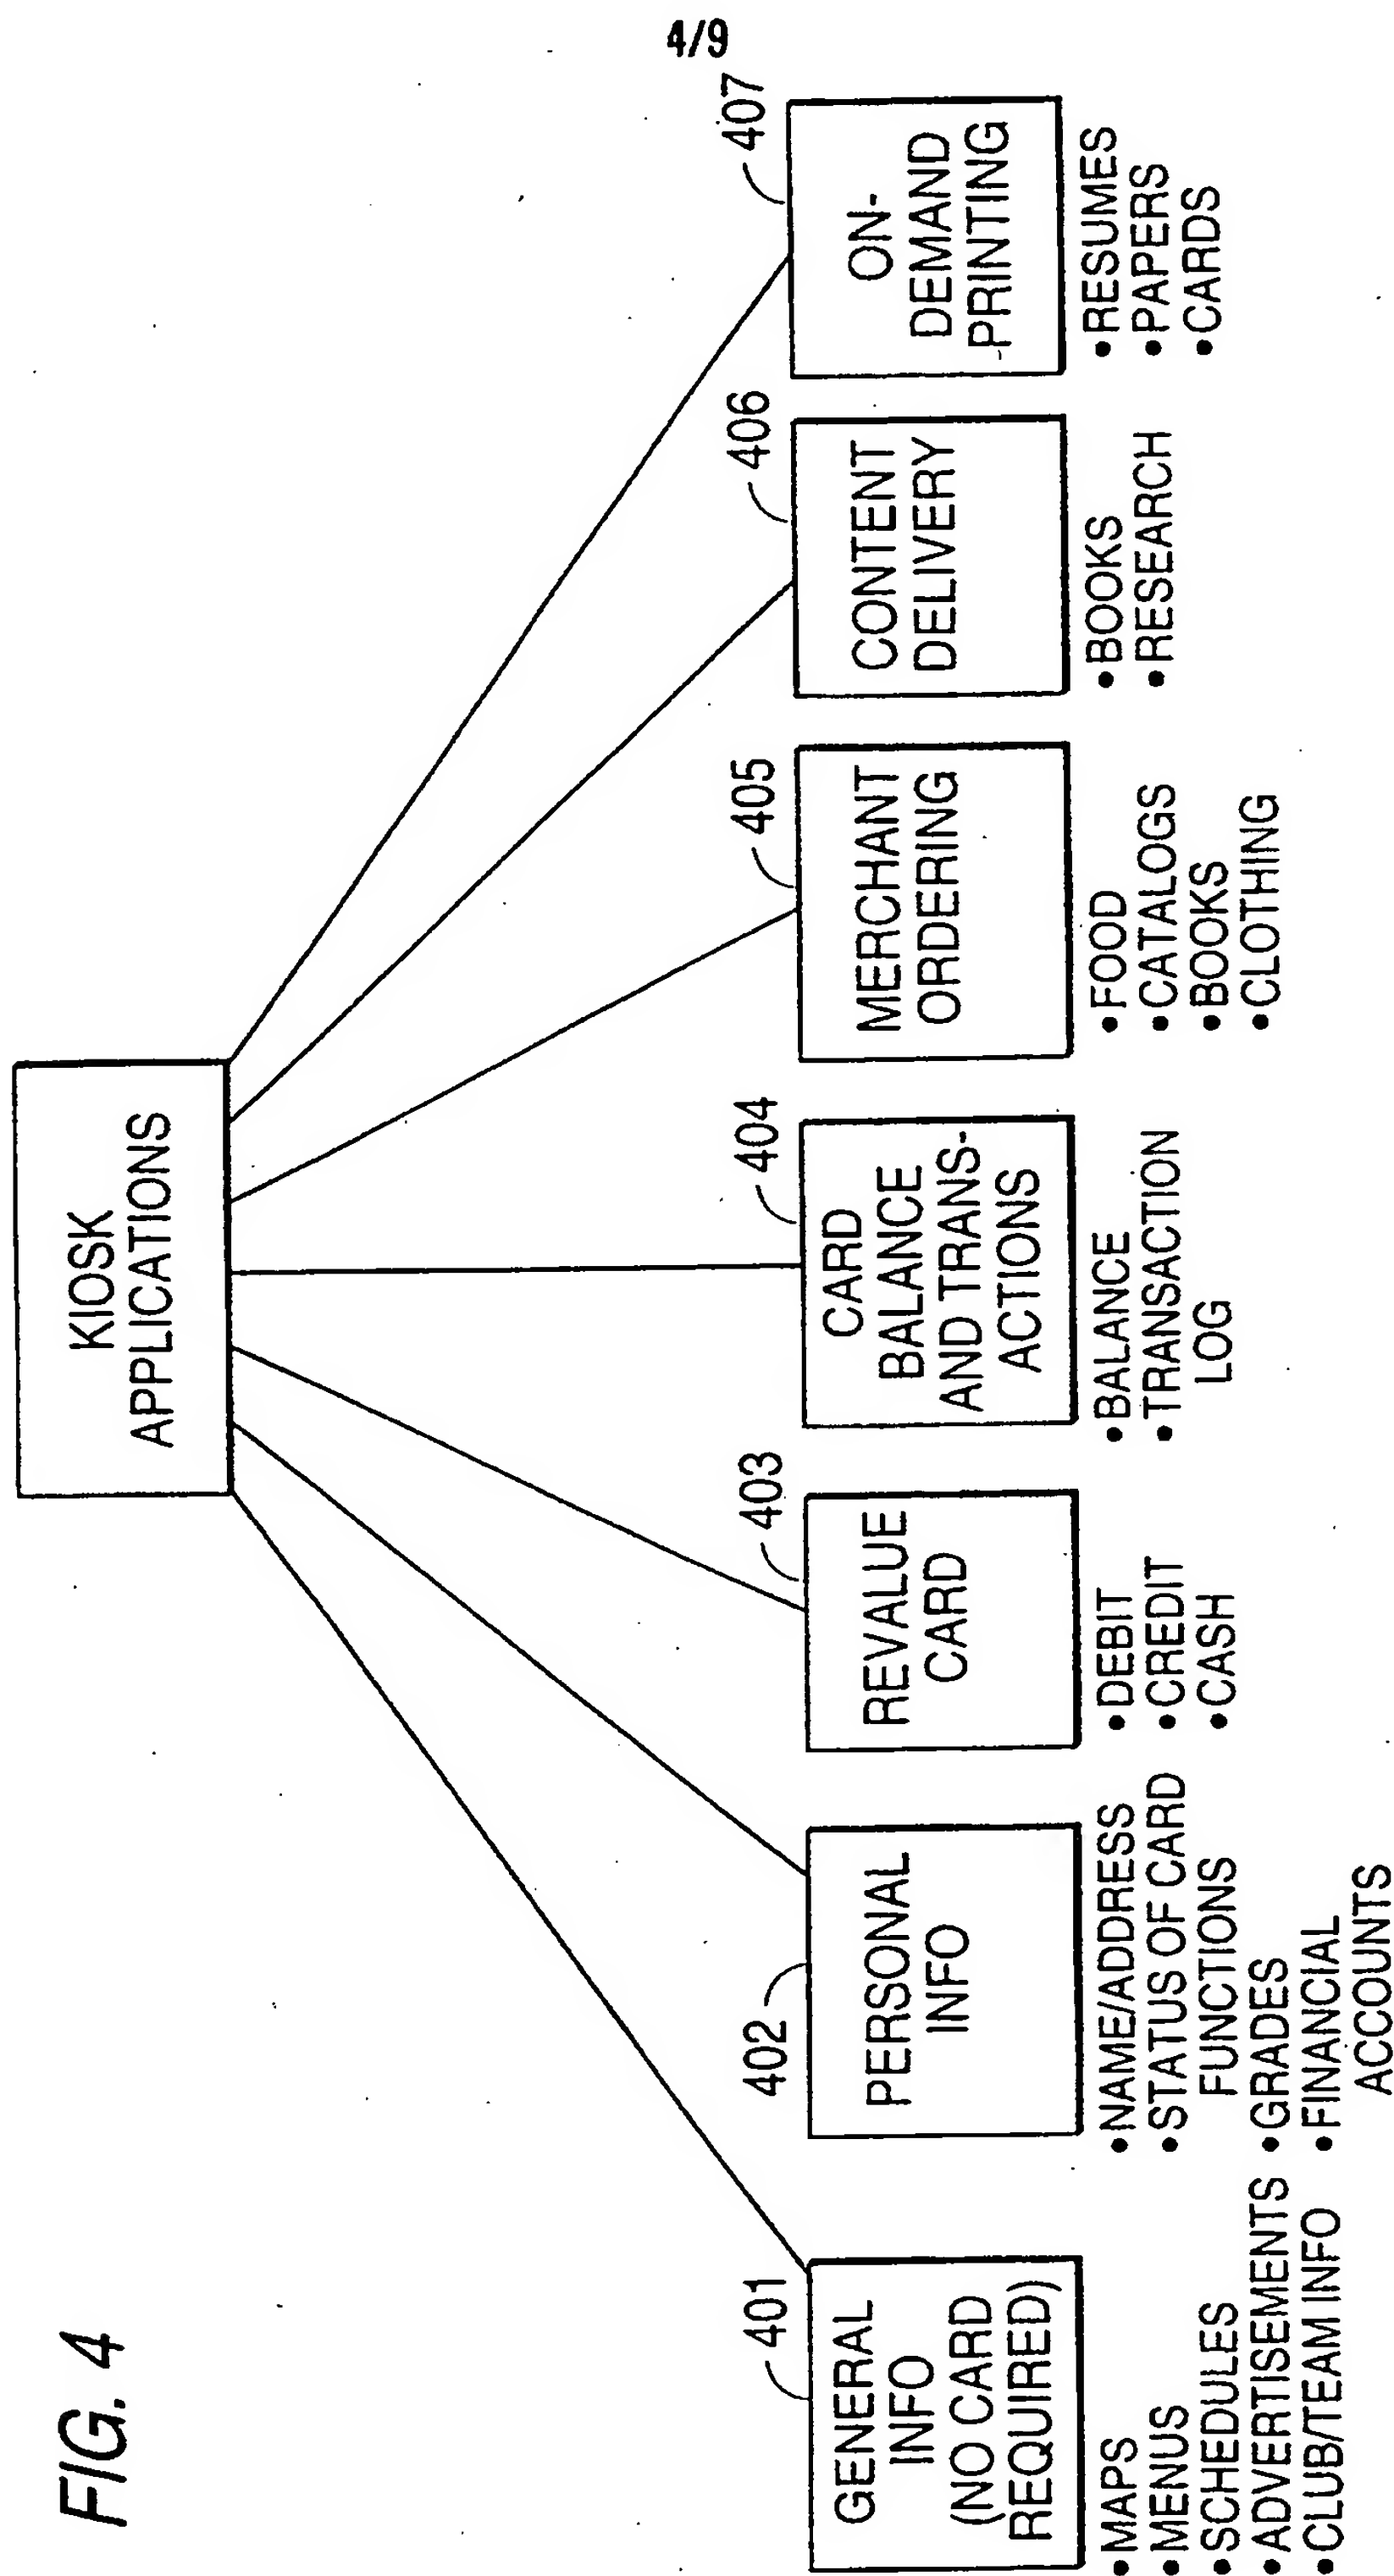 4/9
FIG. 4
KIOSK
APPLICATIONS
401
GENERAL
INFO
(NO CARD
REQUIRED)
•MAPS
•MENUS
•SCHEDULES
•ADVERTISEMENTS
•CLUB/TEAM INFO
402
PERSONAL
INFO
•NAME/ADDRESS
•STATUS OF CARD
FUNCTIONS
•GRADES
•FINANCIAL
ACCOUNTS
403
REVALUE
CARD
•DEBIT
•CREDIT
•CASH
404
CARD
BALANCE
AND TRANS-
ACTIONS
•BALANCE
•TRANSACTION
LOG
405
MERCHANT
ORDERING
•FOOD
•CATALOGS
•BOOKS
•CLOTHING
406
CONTENT
DELIVERY
•BOOKS
•RESEARCH
407
ON-
DEMAND
PRINTING
•RESUMES
•PAPERS
•CARDS